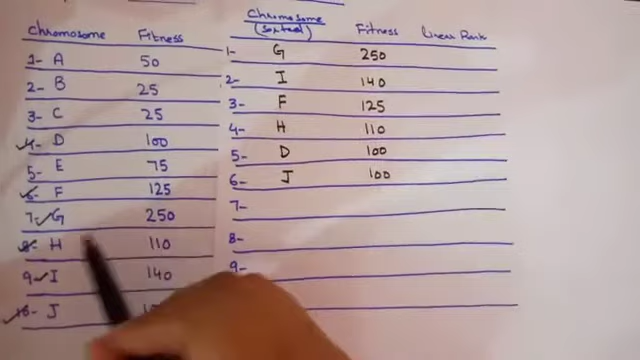 Chromosome Fitness
1- A 50
2- B 25
3- C 25
4- D 100
5- E 75
6- F 125
7- G 250
8- H 110
9- I 140
10- J
Chromosome (sorted) Fitness Linear Rank
1- G 250
2- I 140
3- F 125
4- H 110
5- D 100
6- J 100
7-
8-
9-